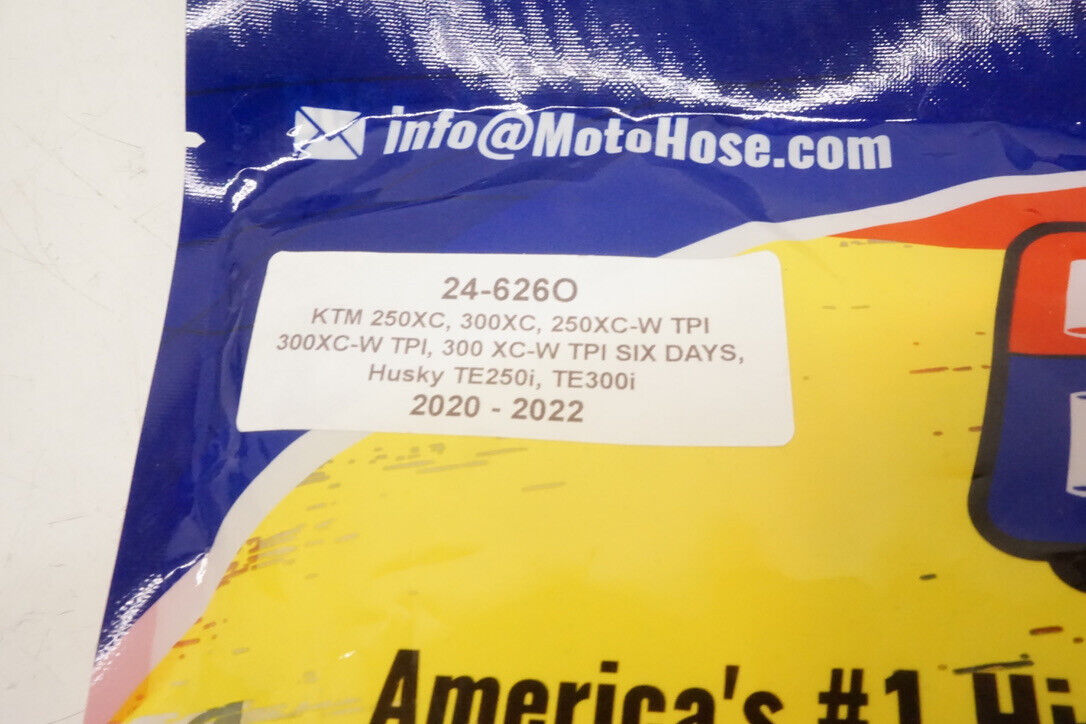 info@MotoHose.com
24-626O
KTM 250XC, 300XC, 250XC-W TPI
300XC-W TPI, 300 XC-W TPI SIX DAYS,
Husky TE250i, TE300i
2020 - 2022
America's #1